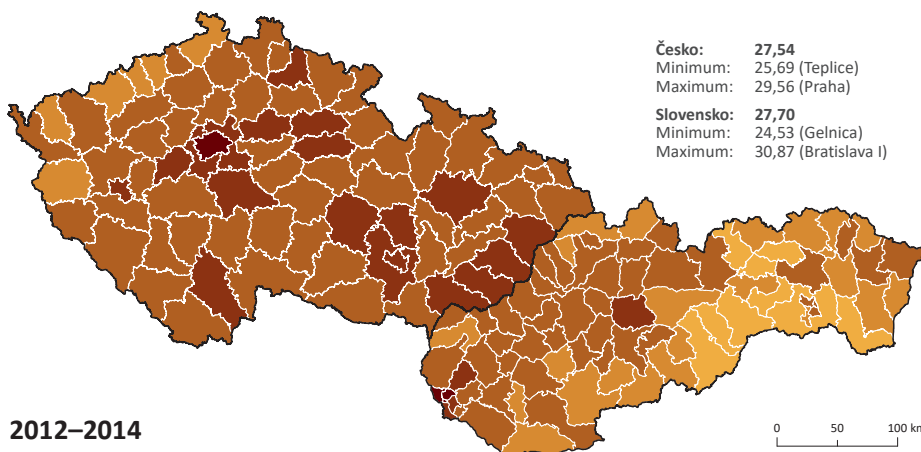 Česko: 27,54
Minimum: 25,69 (Teplice)
Maximum: 29,56 (Praha)
Slovensko: 27,70
Minimum: 24,53 (Gelnica)
Maximum: 30,87 (Bratislava I)
2012–2014
0 50 100 km